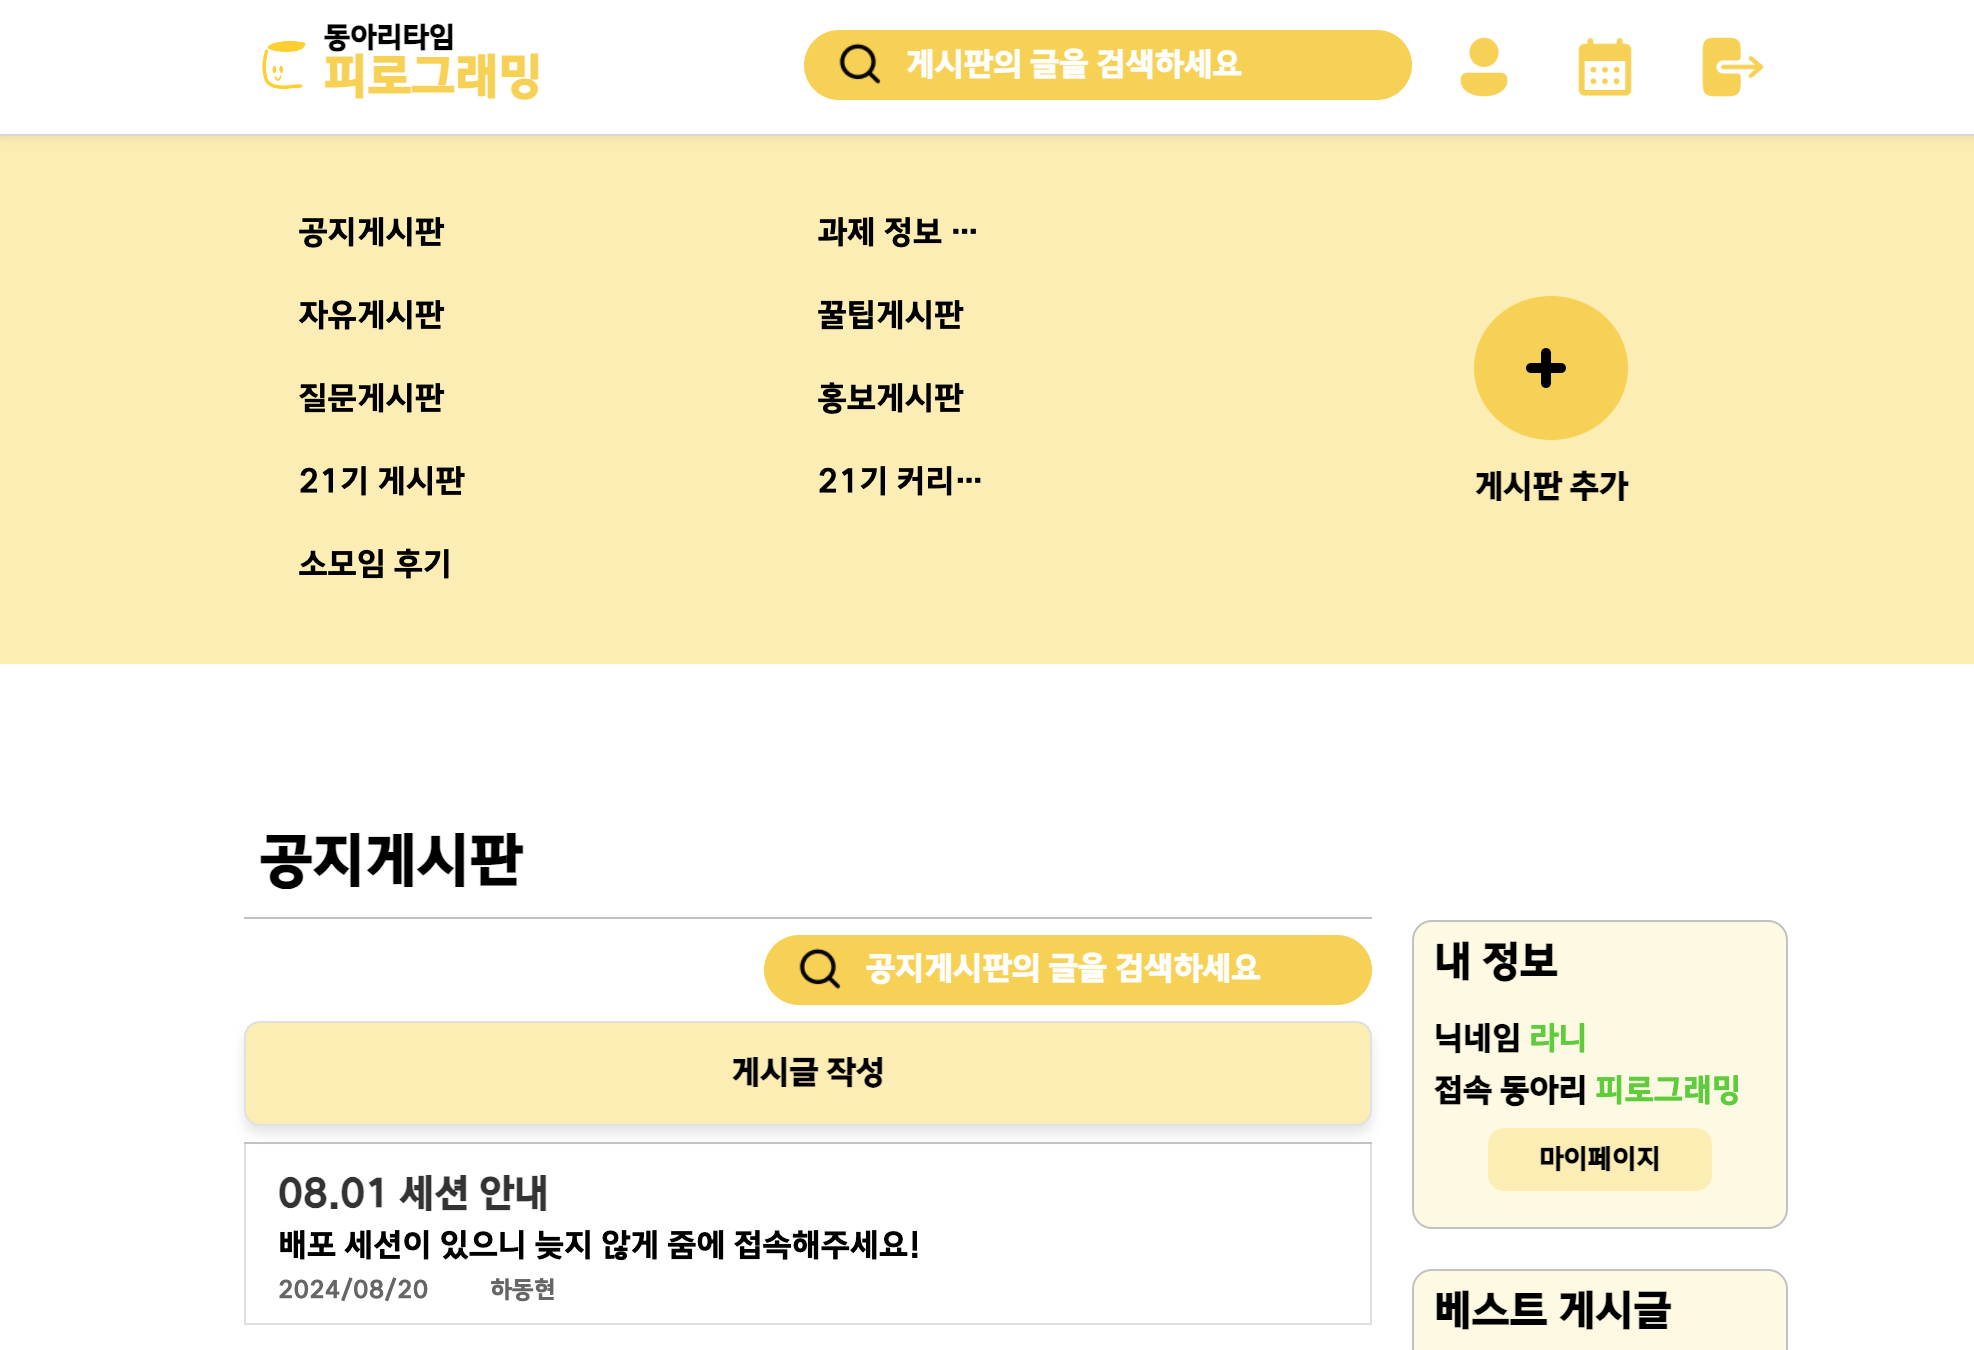 동아리타임
피로그래밍
게시판의 글을 검색하세요
공지게시판
과제 정보 ···
자유게시판
꿀팁게시판
질문게시판
홍보게시판
21기 게시판
21기 커리···
소모임 후기
게시판 추가
공지게시판
공지게시판의 글을 검색하세요
게시글 작성
08.01 세션 안내
배포 세션이 있으니 늦지 않게 줌에 접속해주세요!
2024/08/20 하동현
내 정보
닉네임 라니
접속 동아리 피로그래밍
마이페이지
베스트 게시글